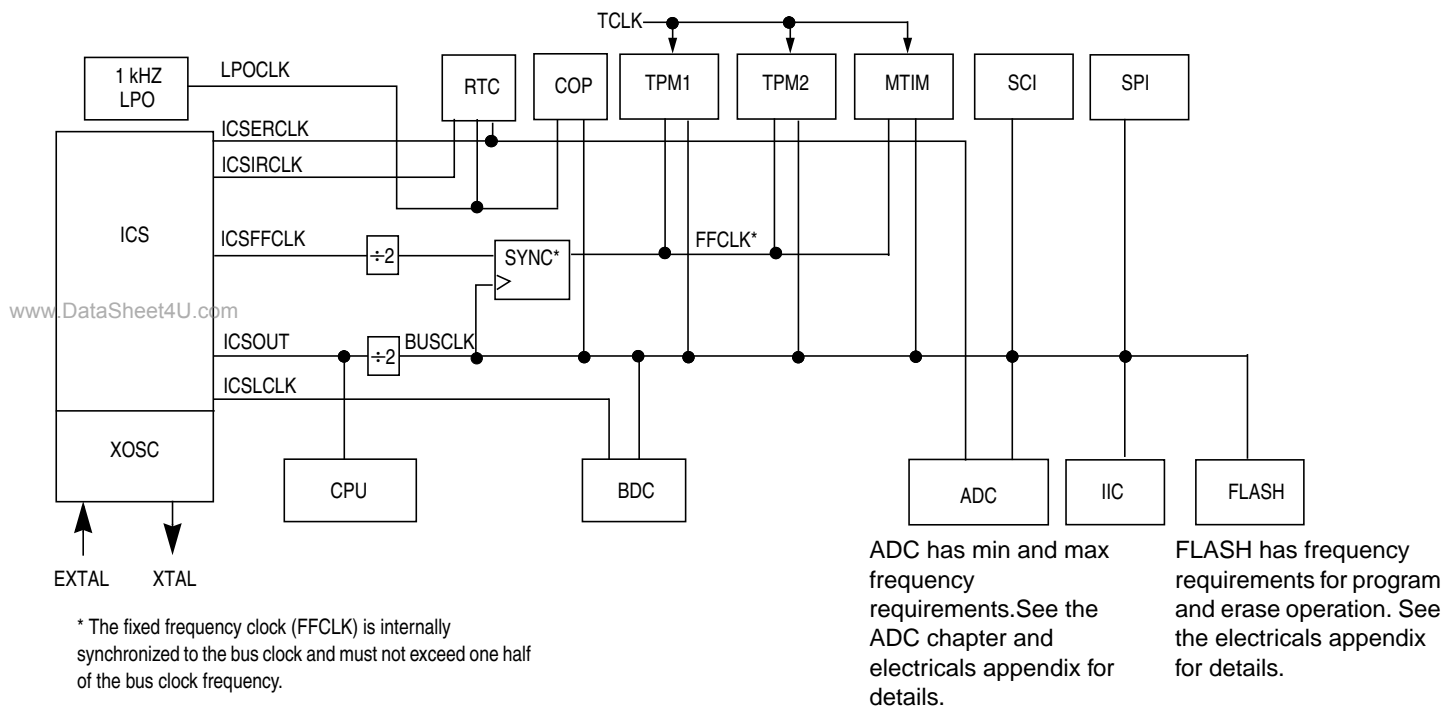 TCLK
1 kHZ
LPO
LPOCLK
RTC
COP
TPM1
TPM2
MTIM
SCI
SPI
ICSERCLK
ICSIRCLK
ICS
ICSFFCLK
÷2
SYNC*
FFCLK*
www.DataSheet4U.com
ICSOUT
÷2
BUSCLK
ICSLCLK
XOSC
CPU
BDC
ADC
IIC
FLASH
EXTAL
XTAL
ADC has min and max
frequency
requirements.See the
ADC chapter and
electricals appendix for
details.
FLASH has frequency
requirements for program
and erase operation. See
the electricals appendix
for details.
* The fixed frequency clock (FFCLK) is internally
synchronized to the bus clock and must not exceed one half
of the bus clock frequency.